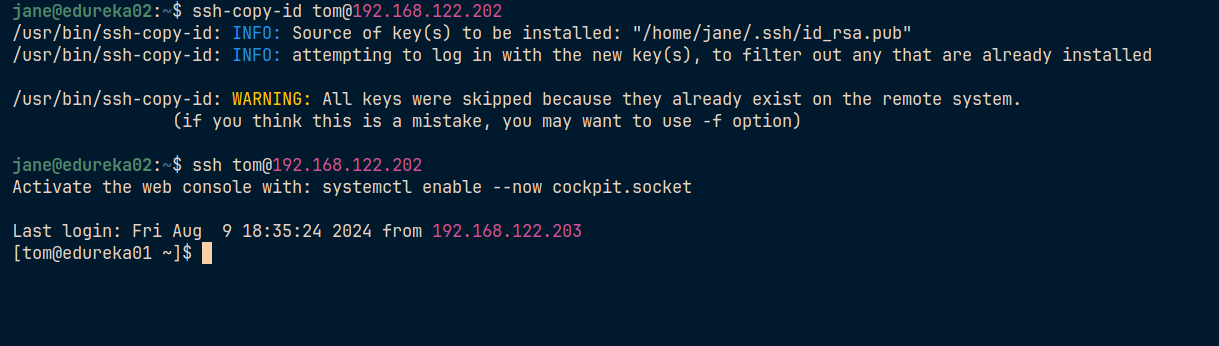 jane@edureka02:~$ ssh-copy-id tom@192.168.122.202
/usr/bin/ssh-copy-id: INFO: Source of key(s) to be installed: "/home/jane/.ssh/id_rsa.pub"
/usr/bin/ssh-copy-id: INFO: attempting to log in with the new key(s), to filter out any that are already installed
/usr/bin/ssh-copy-id: WARNING: All keys were skipped because they already exist on the remote system.
(if you think this is a mistake, you may want to use -f option)
jane@edureka02:~$ ssh tom@192.168.122.202
Activate the web console with: systemctl enable --now cockpit.socket
Last login: Fri Aug  9 18:35:24 2024 from 192.168.122.203
[tom@edureka01 ~]$